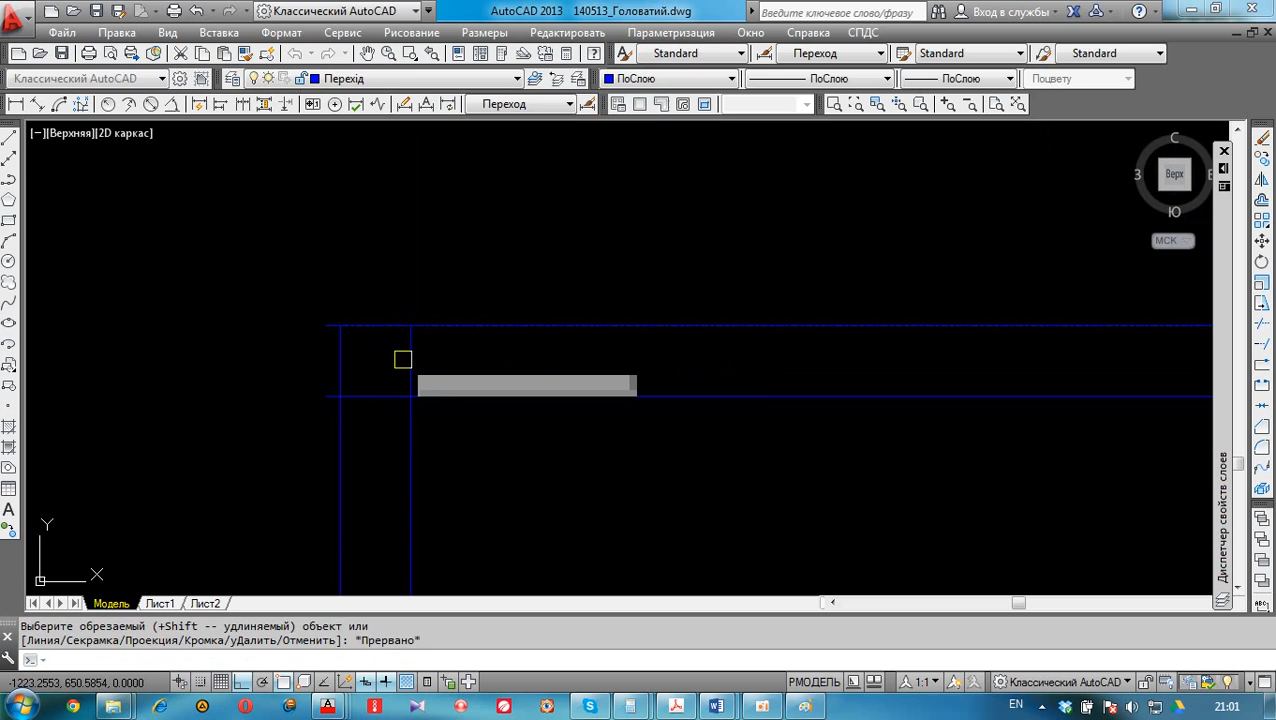 Классический AutoCAD
AutoCAD 2013 140513_Головатий.dwg
Введите ключевое слово/фразу
Вход в службы
Файл Правка Вид Вставка Формат Сервис Рисование Размеры Редактировать Параметризация Окно Справка СПДС
Standard Переход Standard Standard
Классический AutoCAD Перехід ПоСлою ПоСлою ПоСлою Поцвету
Переход
[−][Верхняя][2D каркас]
С
З Верх В
Ю
МСК
Диспетчер свойств слоев
Y
X
Модель Лист1 Лист2
Выберите обрезаемый (+Shift -- удлиняемый) объект или
[Линия/Секрамка/Проекция/Кромка/уДалить/Отменить]: *Прервано*
-1223.2553, 650.5854, 0.0000 РМОДЕЛЬ 1:1 Классический AutoCAD
EN 21:01